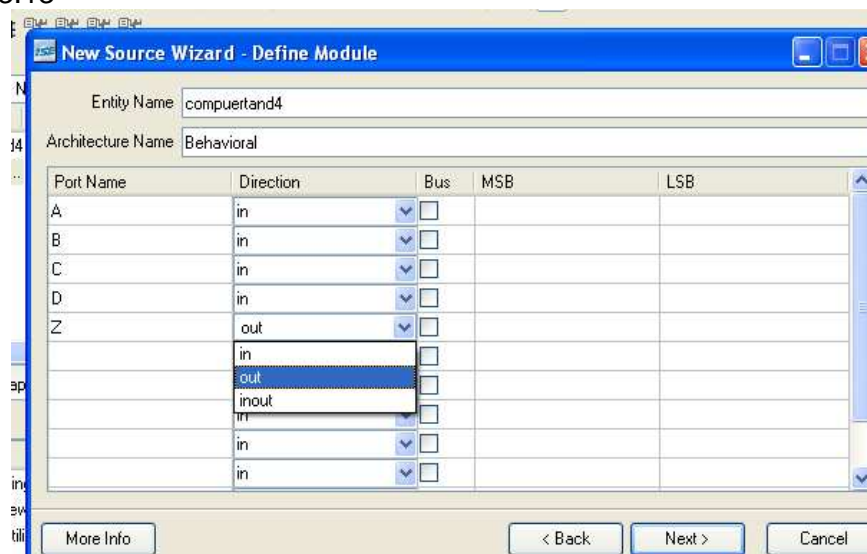 New Source Wizard - Define Module
Entity Name compuertand4
Architecture Name Behavioral
Port Name Direction Bus MSB LSB
A in
B in
C in
D in
Z out
in
out
inout
in
in
in
More Info < Back Next > Cancel